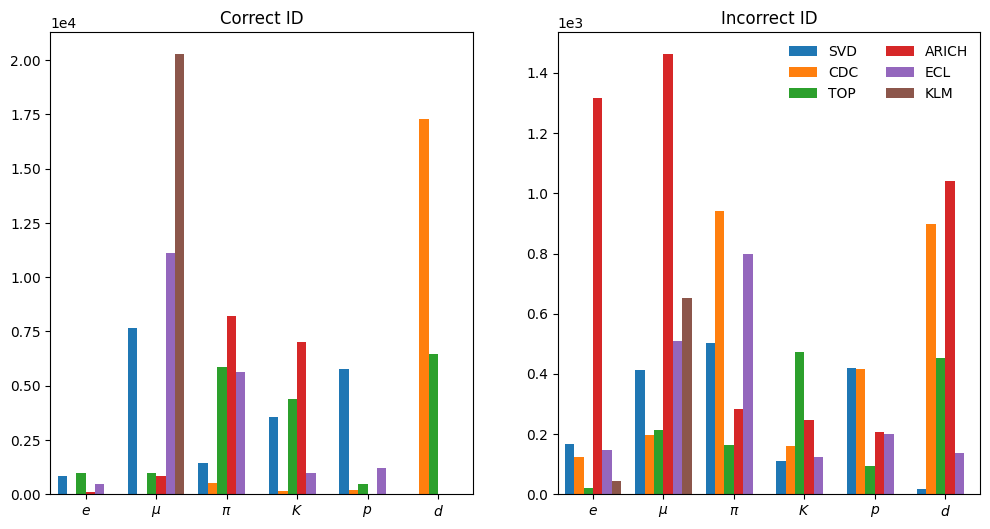 Correct ID
1e4
2.00
1.75
1.50
1.25
1.00
0.75
0.50
0.25
0.00
e μ π K p d
Incorrect ID
1e3
SVD ARICH
CDC ECL
TOP KLM
1.4
1.2
1.0
0.8
0.6
0.4
0.2
0.0
e μ π K p d